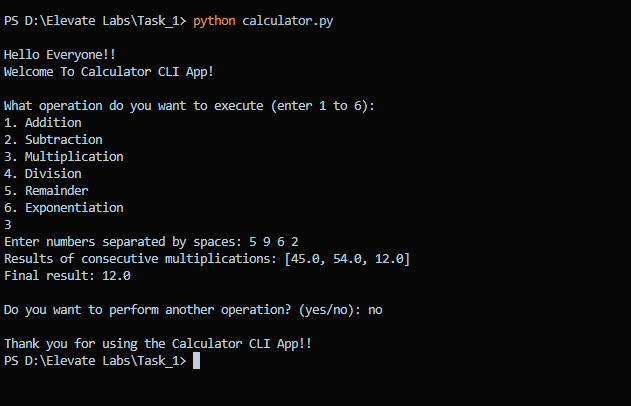 PS D:\Elevate Labs\Task_1> python calculator.py
Hello Everyone!!
Welcome To Calculator CLI App!
What operation do you want to execute (enter 1 to 6):
1. Addition
2. Subtraction
3. Multiplication
4. Division
5. Remainder
6. Exponentiation
3
Enter numbers separated by spaces: 5 9 6 2
Results of consecutive multiplications: [45.0, 54.0, 12.0]
Final result: 12.0
Do you want to perform another operation? (yes/no): no
Thank you for using the Calculator CLI App!!
PS D:\Elevate Labs\Task_1>